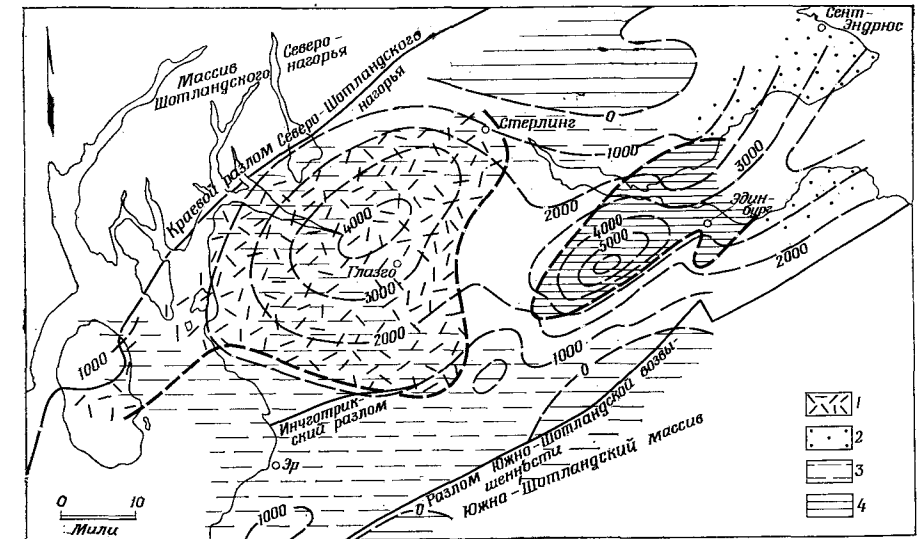 Сент-
Эндрюс
Массив
Шотландского
Северо-
нагорья
Краевой разлом Северо-Шотландского
нагорья
Стерлинг
0
1000
3000
2000
4000
5000
Эдин-
бург
2000
4000
Глазго
3000
2000
1000
1000
0
Инчготрик-
ский разлом
Эр
Разлом Южно-Шотландской возвы-
шенности
Южно-Шотландский массив
0
1000
0 10
Мили
1
2
3
4